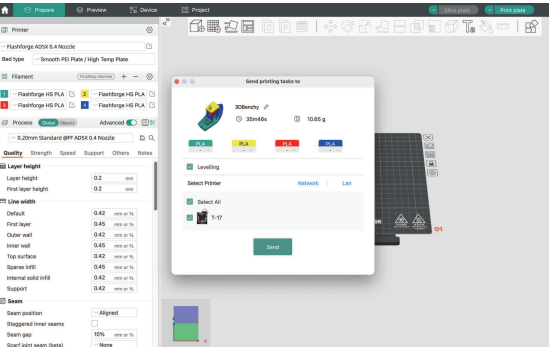 Prepare
Preview
Device
Project
Slice plate
Print plate
Printer
Flashforge AD5X 0.4 Nozzle
Bed type
Smooth PEI Plate / High Temp Plate
Filament
Flushing volumes
1 Flashforge HS PLA
2 Flashforge HS PLA
3 Flashforge HS PLA
4 Flashforge HS PLA
Process Global Objects Advanced
0.20mm Standard @FF AD5X 0.4 Nozzle
Quality Strength Speed Support Others Notes
Layer height
Layer height 0.2 mm
First layer height 0.2 mm
Line width
Default 0.42 mm or %
First layer 0.45 mm or %
Outer wall 0.42 mm or %
Inner wall 0.45 mm or %
Top surface 0.42 mm or %
Sparse infill 0.45 mm or %
Internal solid infill 0.42 mm or %
Support 0.42 mm or %
Seam
Seam position Aligned
Staggered inner seams
Seam gap 10% mm or %
Scarf joint seam (beta) None
Send printing tasks to
3DBenchy
35m46s 10.65 g
PLA PLA PLA PLA
Levelling
Select Printer Network Lan
Select All
T-17
Send
01